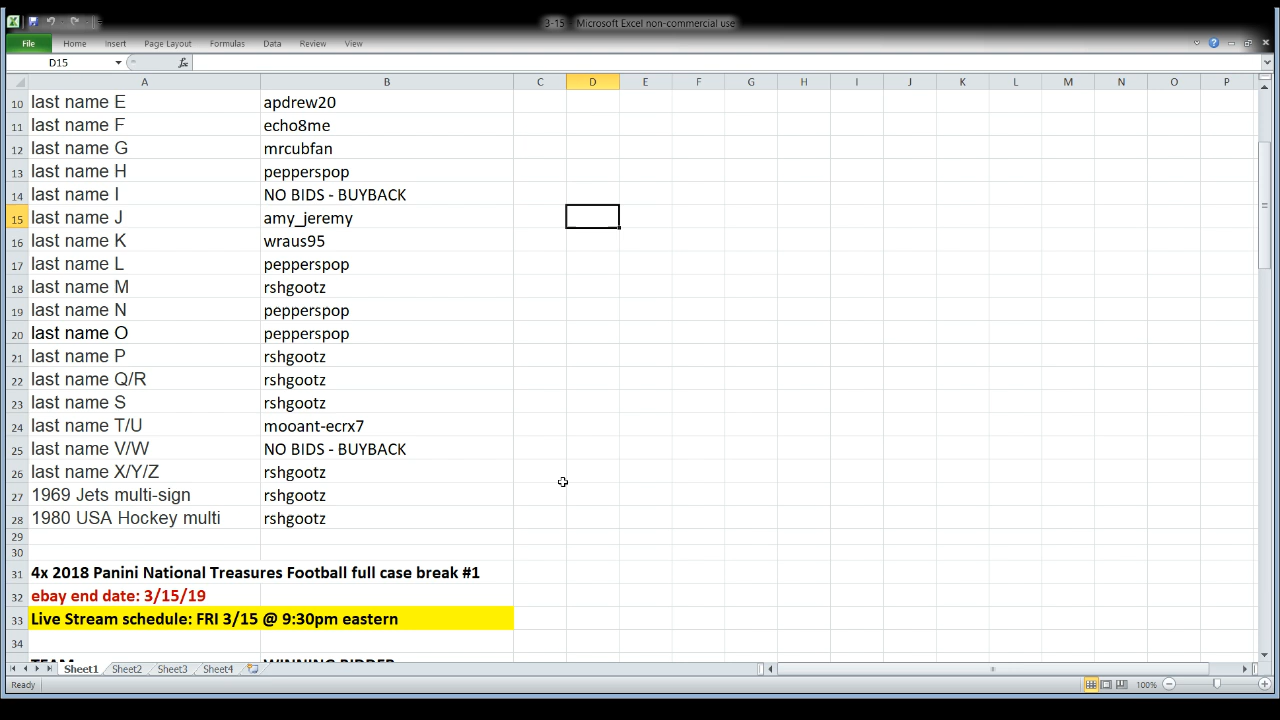 3-15 - Microsoft Excel non-commercial use
File Home Insert Page Layout Formulas Data Review View
D15 fx
A B C D E F G H I J K L M N O P
10 last name E apdrew20
11 last name F echo8me
12 last name G mrcubfan
13 last name H pepperspop
14 last name I NO BIDS - BUYBACK
15 last name J amy_jeremy
16 last name K wraus95
17 last name L pepperspop
18 last name M rshgootz
19 last name N pepperspop
20 last name O pepperspop
21 last name P rshgootz
22 last name Q/R rshgootz
23 last name S rshgootz
24 last name T/U mooant-ecrx7
25 last name V/W NO BIDS - BUYBACK
26 last name X/Y/Z rshgootz
27 1969 Jets multi-sign rshgootz
28 1980 USA Hockey multi rshgootz
29
30
31 4x 2018 Panini National Treasures Football full case break #1
32 ebay end date: 3/15/19
33 Live Stream schedule: FRI 3/15 @ 9:30pm eastern
34
TEAM WINNING BIDDER
Sheet1 Sheet2 Sheet3 Sheet4
Ready 100%